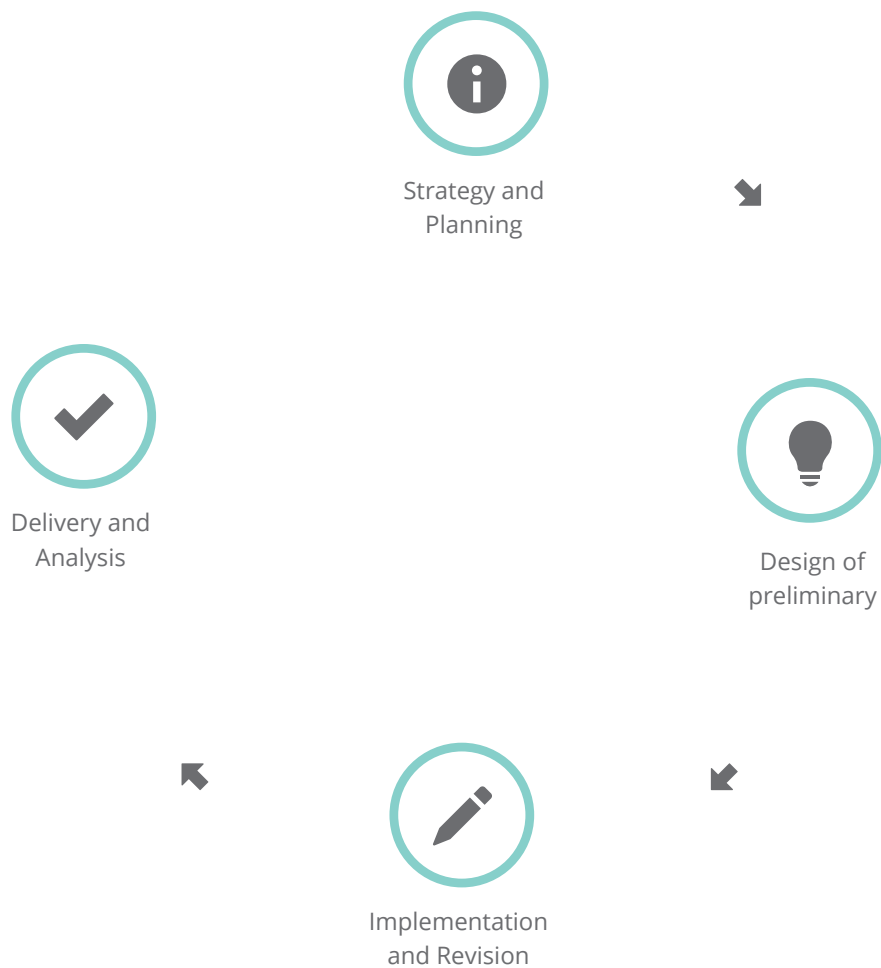 Strategy and
Planning
Design of
preliminary
Implementation
and Revision
Delivery and
Analysis